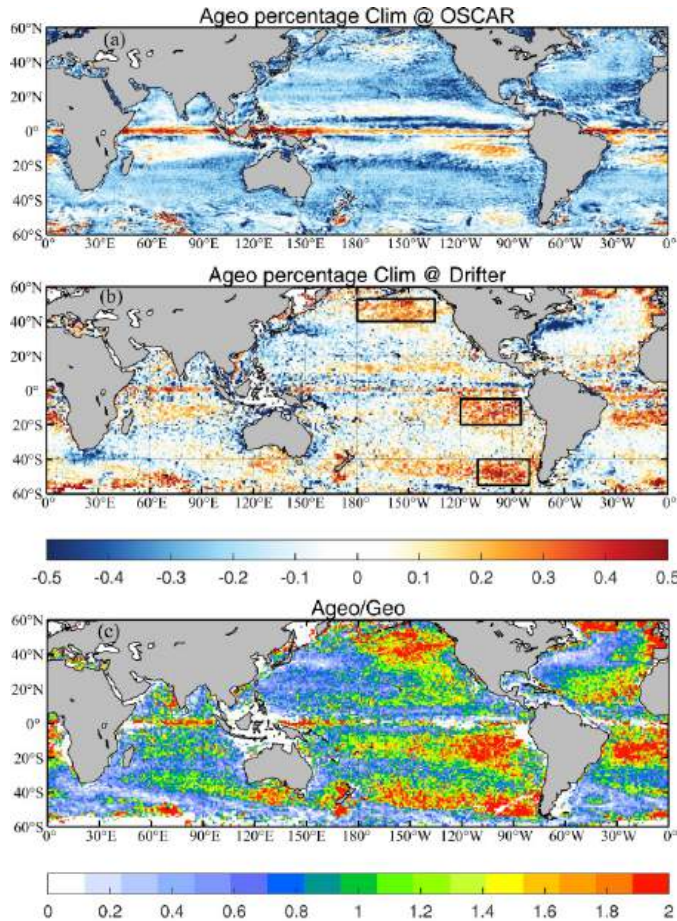 Ageo percentage Clim @ OSCAR
(a)
60°N
40°N
20°N
0°
20°S
40°S
60°S
0° 30°E 60°E 90°E 120°E 150°E 180° 150°W 120°W 90°W 60°W 30°W 0°
Ageo percentage Clim @ Drifter
(b)
60°N
40°N
20°N
0°
20°S
40°S
60°S
0° 30°E 60°E 90°E 120°E 150°E 180° 150°W 120°W 90°W 60°W 30°W 0°
-0.5 -0.4 -0.3 -0.2 -0.1 0 0.1 0.2 0.3 0.4 0.5
Ageo/Geo
(c)
60°N
40°N
20°N
0°
20°S
40°S
60°S
0° 30°E 60°E 90°E 120°E 150°E 180° 150°W 120°W 90°W 60°W 30°W 0°
0 0.2 0.4 0.6 0.8 1 1.2 1.4 1.6 1.8 2